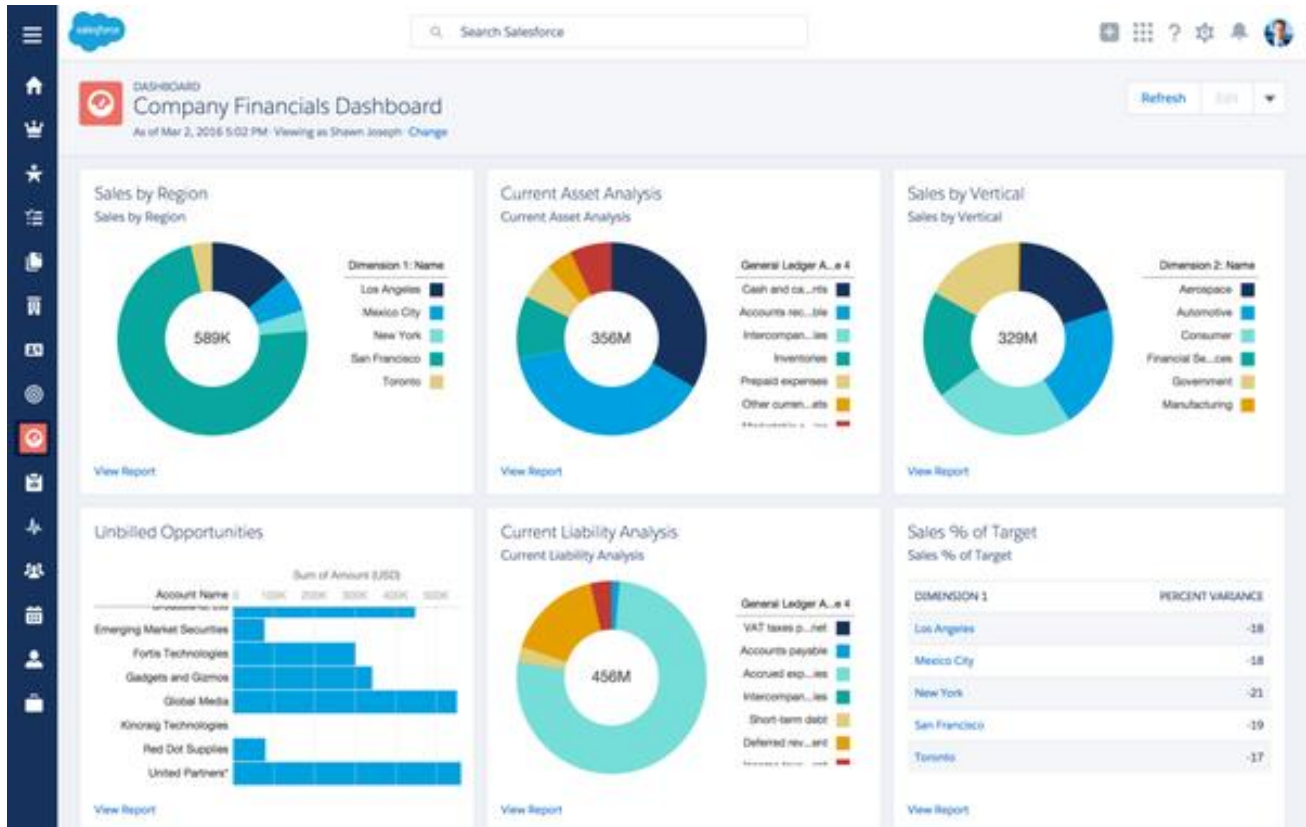 salesforce
Search Salesforce
DASHBOARD
Company Financials Dashboard
As of Mar 2, 2016 5:02 PM Viewing as Shawn Joseph Change
Refresh
Edit
Sales by Region
Sales by Region
589K
Dimension 1: Name
Los Angeles
Mexico City
New York
San Francisco
Toronto
View Report
Current Asset Analysis
Current Asset Analysis
356M
General Ledger A...e 4
Cash and ca...nts
Accounts rec...ble
Intercompan...ies
Inventories
Prepaid expenses
Other curren...ets
View Report
Sales by Vertical
Sales by Vertical
329M
Dimension 2: Name
Aerospace
Automotive
Consumer
Financial Se...ces
Government
Manufacturing
View Report
Unbilled Opportunities
Sum of Amount (USD)
Account Name 0 100K 200K 300K 400K 500K
Emerging Market Securities
Fortis Technologies
Gadgets and Gizmos
Global Media
Kinoraig Technologies
Red Dot Supplies
United Partners*
View Report
Current Liability Analysis
Current Liability Analysis
456M
General Ledger A...e 4
VAT taxes p...net
Accounts payable
Accrued exp...ies
Intercompan...ies
Short-term debt
Deferred rev...ent
View Report
Sales % of Target
Sales % of Target
DIMENSION 1 PERCENT VARIANCE
Los Angeles -18
Mexico City -18
New York -21
San Francisco -19
Toronto -17
View Report